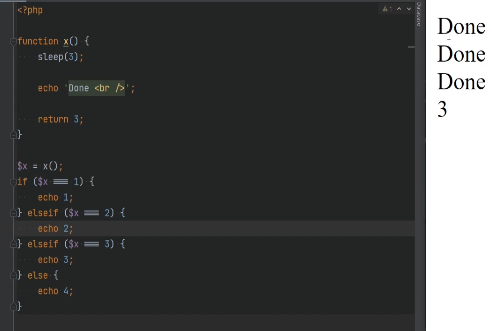 <?php
function x() {
sleep(3);
echo 'Done <br />';
return 3;
}
$x = x();
if ($x === 1) {
echo 1;
} elseif ($x === 2) {
echo 2;
} elseif ($x === 3) {
echo 3;
} else {
echo 4;
}
Done
Done
Done
3